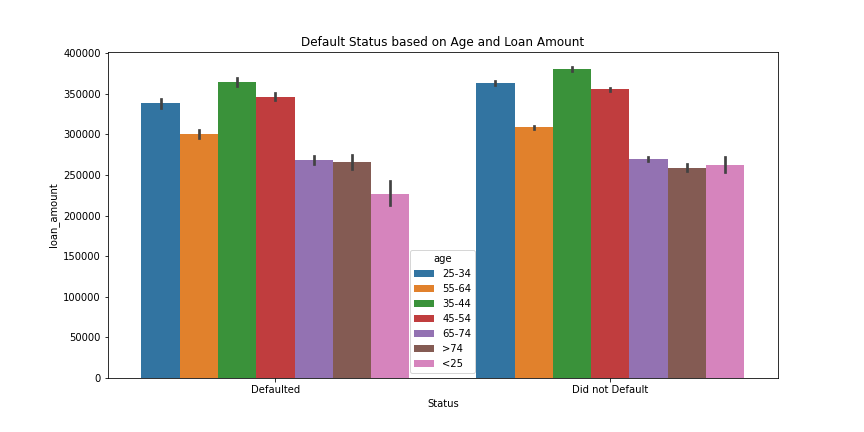 Default Status based on Age and Loan Amount
400000
350000
300000
250000
200000
150000
100000
50000
0
loan_amount
age
25-34
55-64
35-44
45-54
65-74
>74
<25
Defaulted
Did not Default
Status